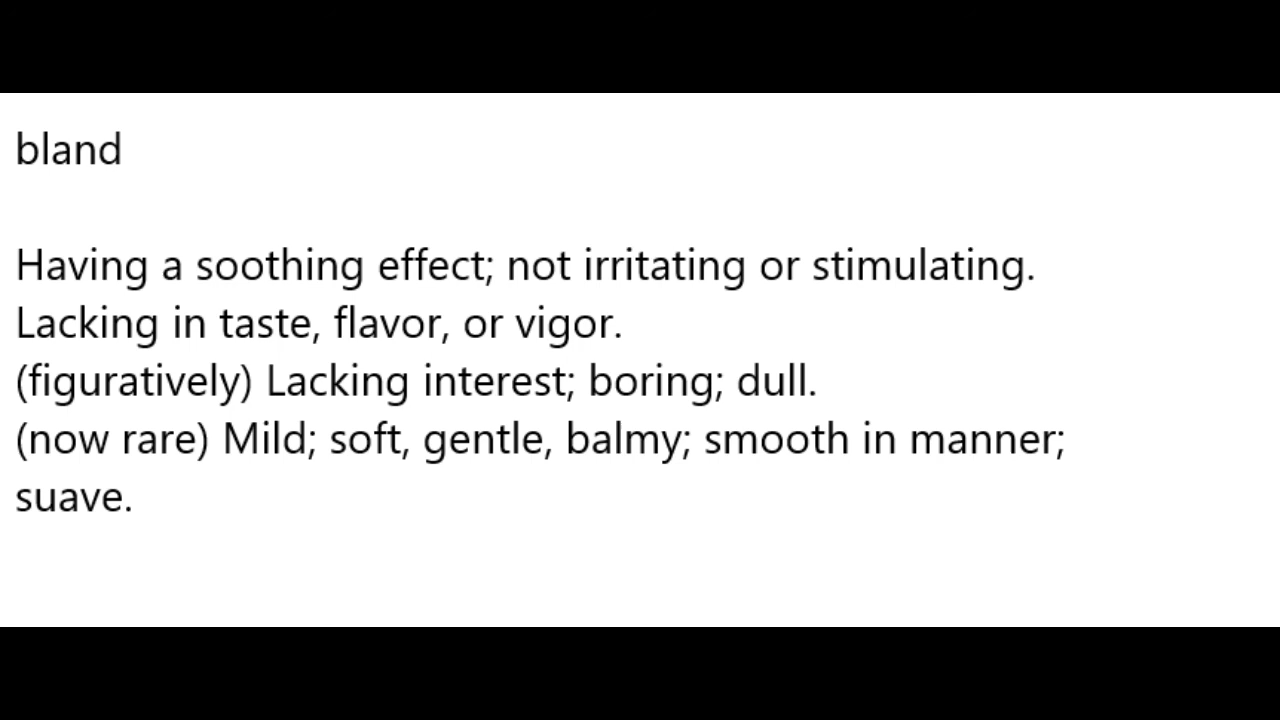 bland
Having a soothing effect; not irritating or stimulating.
Lacking in taste, flavor, or vigor.
(figuratively) Lacking interest; boring; dull.
(now rare) Mild; soft, gentle, balmy; smooth in manner;
suave.